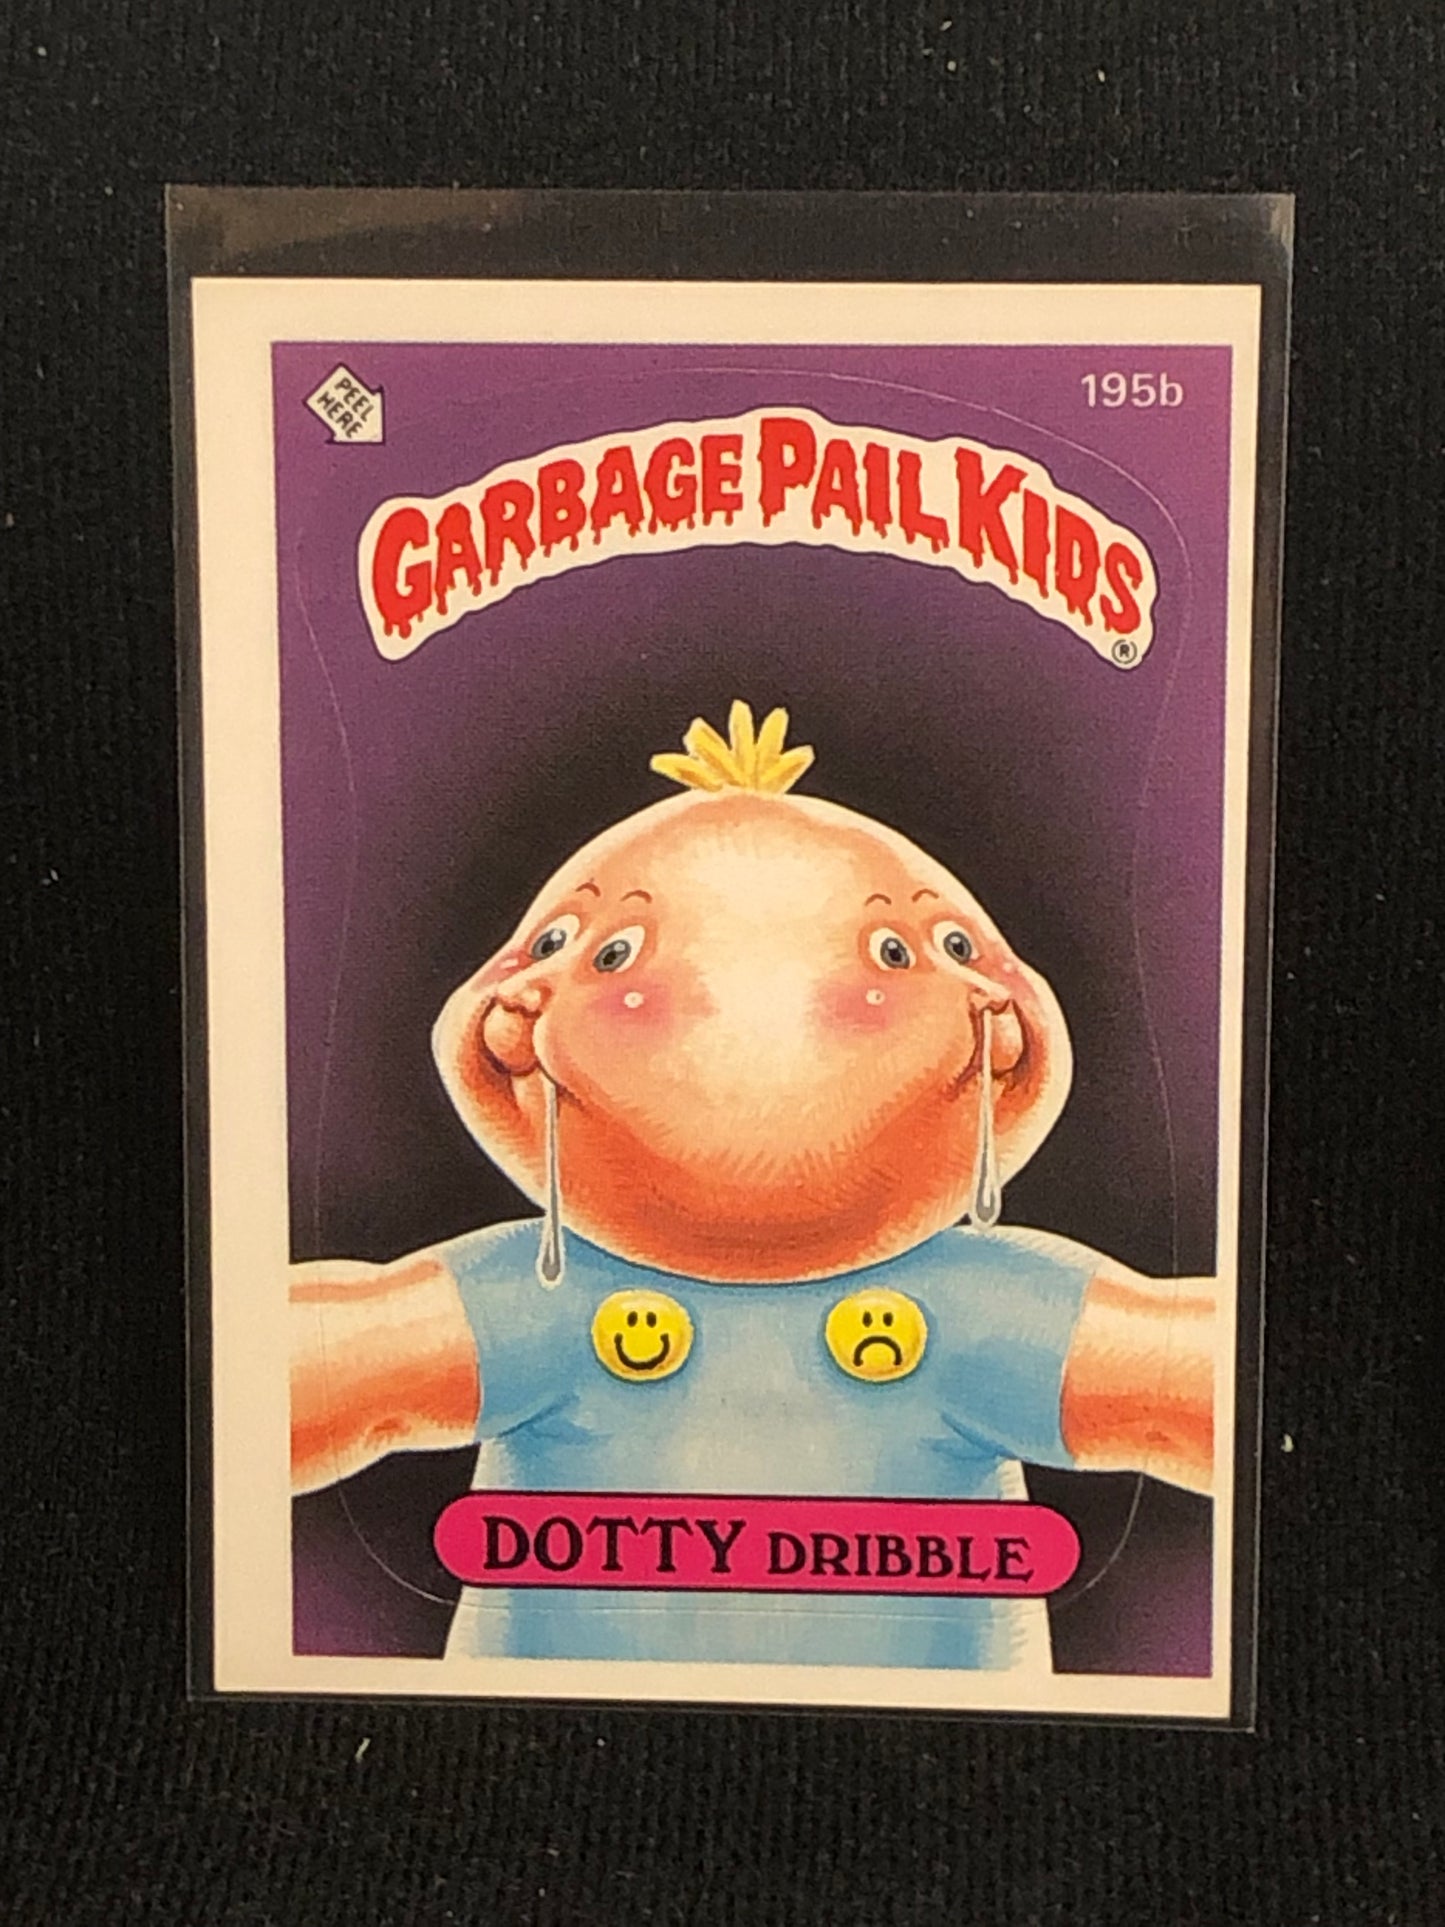 PEEL
HERE
195b
GARBAGE PAIL KIDS
®
DOTTY DRIBBLE